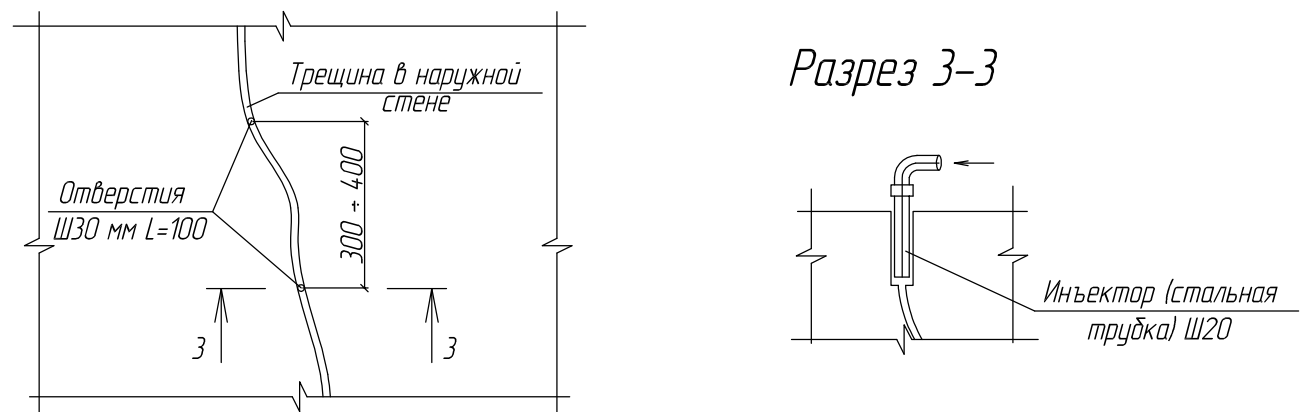 Трещина в наружной
стене
Отверстия
Ш30 мм L=100
300 ÷ 400
3
3
Разрез 3-3
Инъектор (стальная
трубка) Ш20